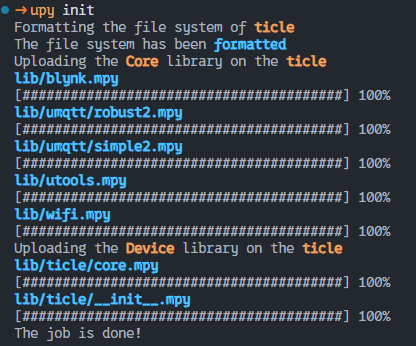 →upy init
Formatting the file system of ticle
The file system has been formatted
Uploading the Core library on the ticle
lib/blynk.mpy
[########################################] 100%
lib/umqtt/robust2.mpy
[########################################] 100%
lib/umqtt/simple2.mpy
[########################################] 100%
lib/utools.mpy
[########################################] 100%
lib/wifi.mpy
[########################################] 100%
Uploading the Device library on the ticle
lib/ticle/core.mpy
[########################################] 100%
lib/ticle/__init__.mpy
[########################################] 100%
The job is done!